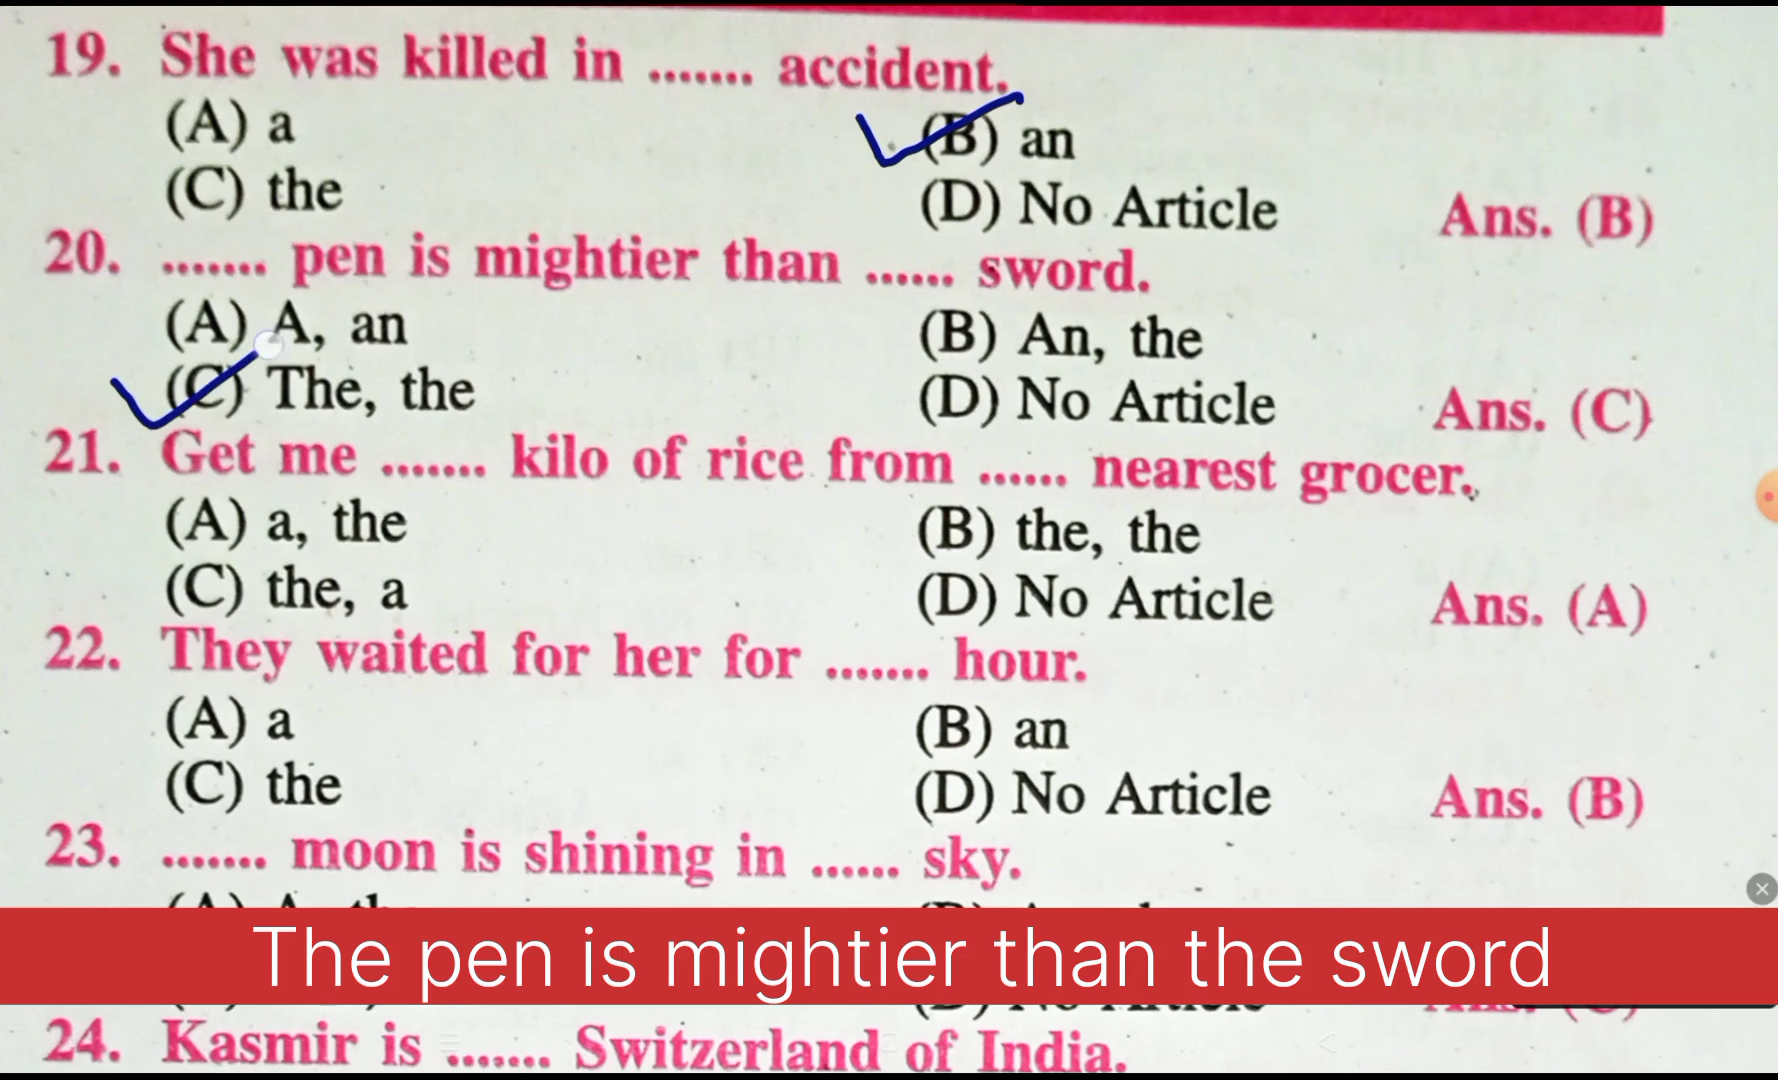 19. She was killed in ....... accident.
(A) a (B) an
(C) the (D) No Article Ans. (B)
20. ....... pen is mightier than ...... sword.
(A) A, an (B) An, the
(C) The, the (D) No Article Ans. (C)
21. Get me ....... kilo of rice from ...... nearest grocer.
(A) a, the (B) the, the
(C) the, a (D) No Article Ans. (A)
22. They waited for her for ....... hour.
(A) a (B) an
(C) the (D) No Article Ans. (B)
23. ....... moon is shining in ...... sky.
The pen is mightier than the sword
24. Kasmir is ....... Switzerland of India.